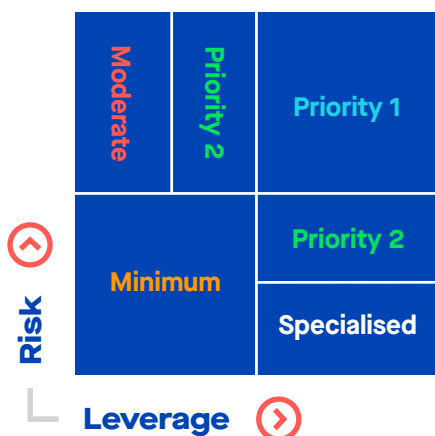 Moderate
Priority 2
Priority 1
Priority 2
Minimum
Specialised
Risk
Leverage